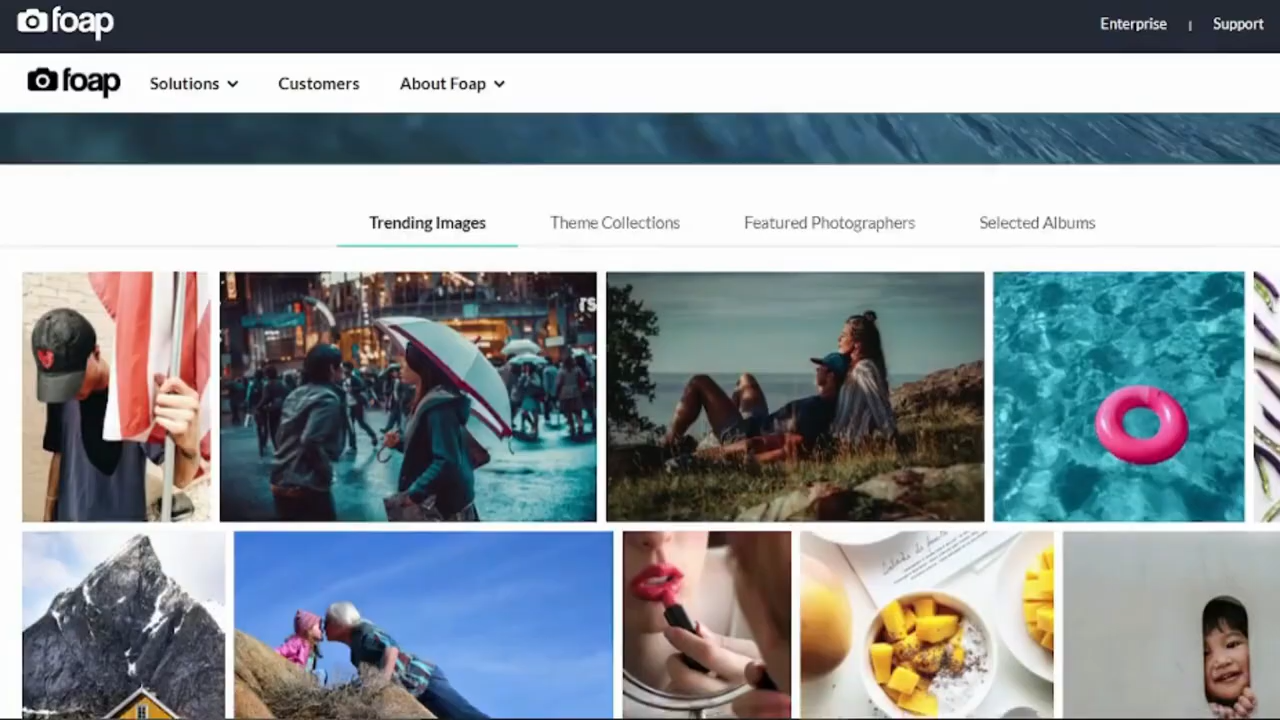 foap
Enterprise | Support
foap Solutions Customers About Foap
Trending Images Theme Collections Featured Photographers Selected Albums